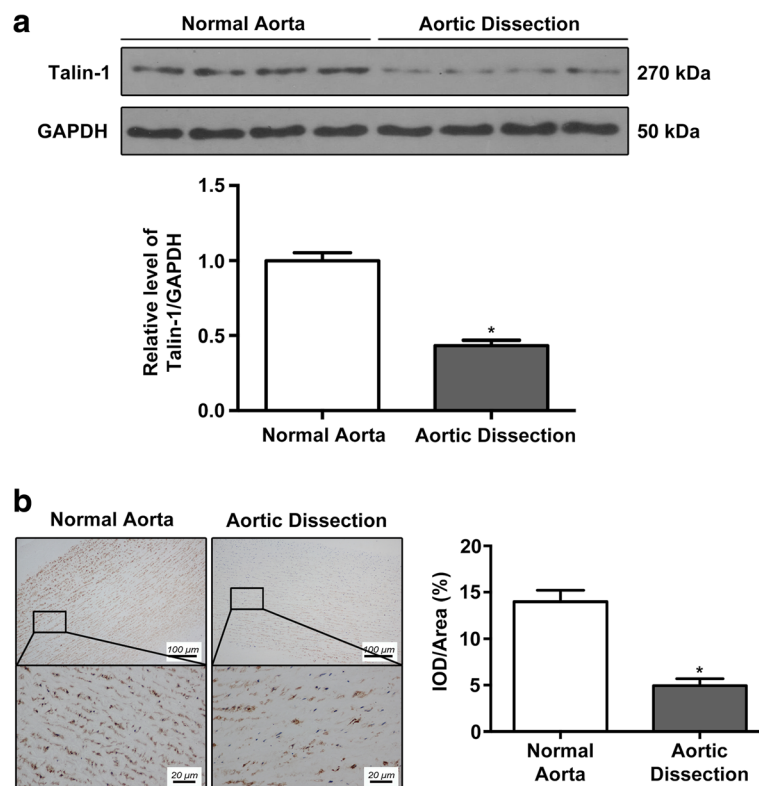 a
Normal Aorta Aortic Dissection
Talin-1 270 kDa
GAPDH 50 kDa
Relative level of
Talin-1/GAPDH
1.5
1.0
0.5
0.0
*
Normal Aorta Aortic Dissection
b
Normal Aorta Aortic Dissection
100 µm 100 µm
20 µm 20 µm
IOD/Area (%)
20
15
10
5
0
*
Normal
Aorta
Aortic
Dissection